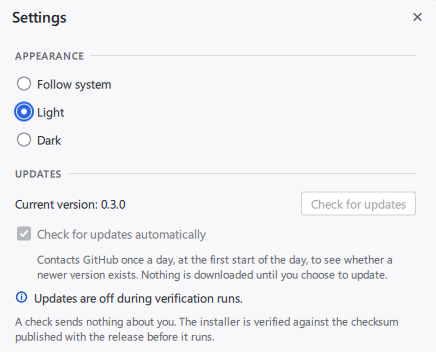 Settings
APPEARANCE
Follow system
Light
Dark
UPDATES
Current version: 0.3.0
Check for updates
Check for updates automatically
Contacts GitHub once a day, at the first start of the day, to see whether a
newer version exists. Nothing is downloaded until you choose to update.
Updates are off during verification runs.
A check sends nothing about you. The installer is verified against the checksum
published with the release before it runs.